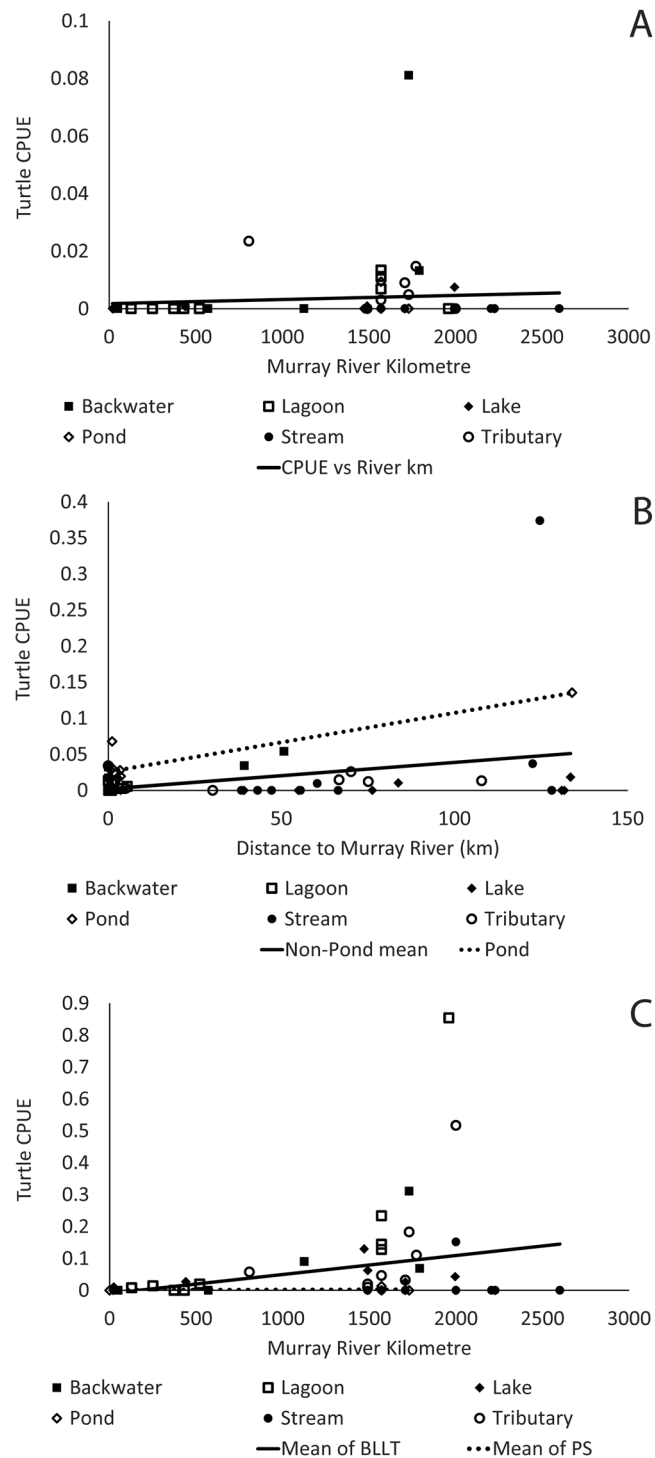 A
0.1
0.08
0.06
0.04
0.02
0
Turtle CPUE
0 500 1000 1500 2000 2500 3000
Murray River Kilometre
Backwater Lagoon Lake
Pond Stream Tributary
CPUE vs River km
B
0.4
0.35
0.3
0.25
0.2
0.15
0.1
0.05
0
Turtle CPUE
0 50 100 150
Distance to Murray River (km)
Backwater Lagoon Lake
Pond Stream Tributary
Non-Pond mean Pond
C
0.9
0.8
0.7
0.6
0.5
0.4
0.3
0.2
0.1
0
Turtle CPUE
0 500 1000 1500 2000 2500 3000
Murray River Kilometre
Backwater Lagoon Lake
Pond Stream Tributary
Mean of BLLT Mean of PS